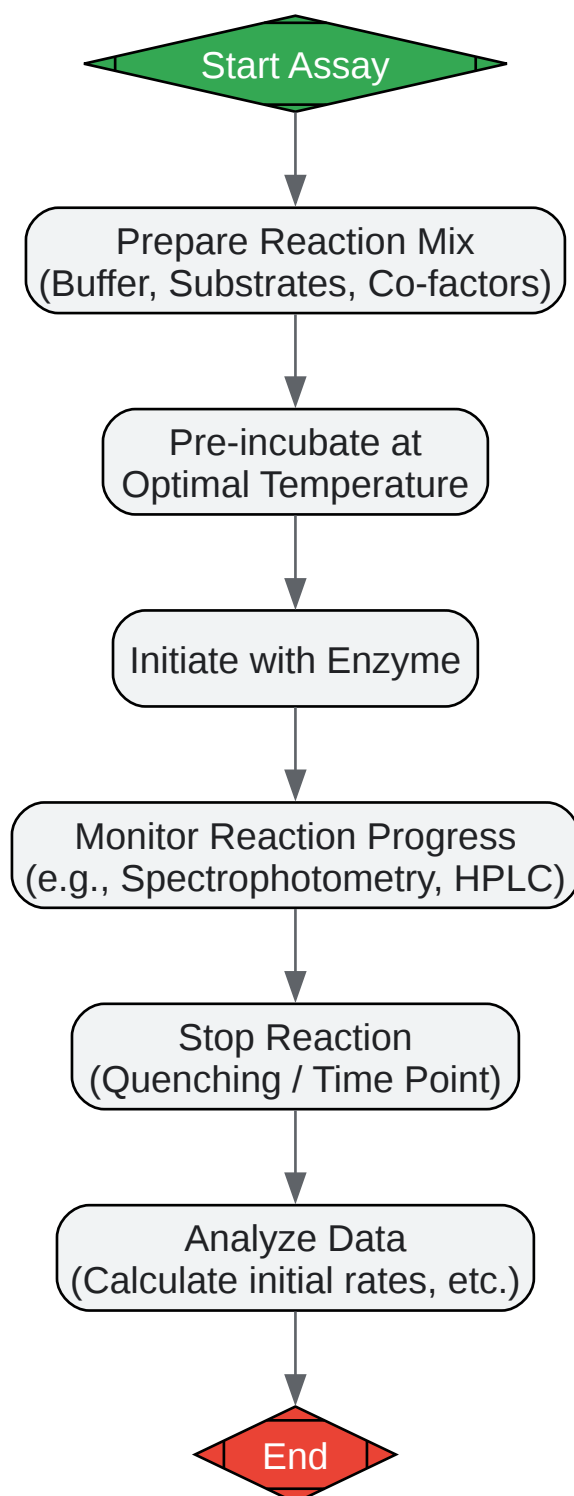 Start Assay
Prepare Reaction Mix
(Buffer, Substrates, Co-factors)
Pre-incubate at
Optimal Temperature
Initiate with Enzyme
Monitor Reaction Progress
(e.g., Spectrophotometry, HPLC)
Stop Reaction
(Quenching / Time Point)
Analyze Data
(Calculate initial rates, etc.)
End